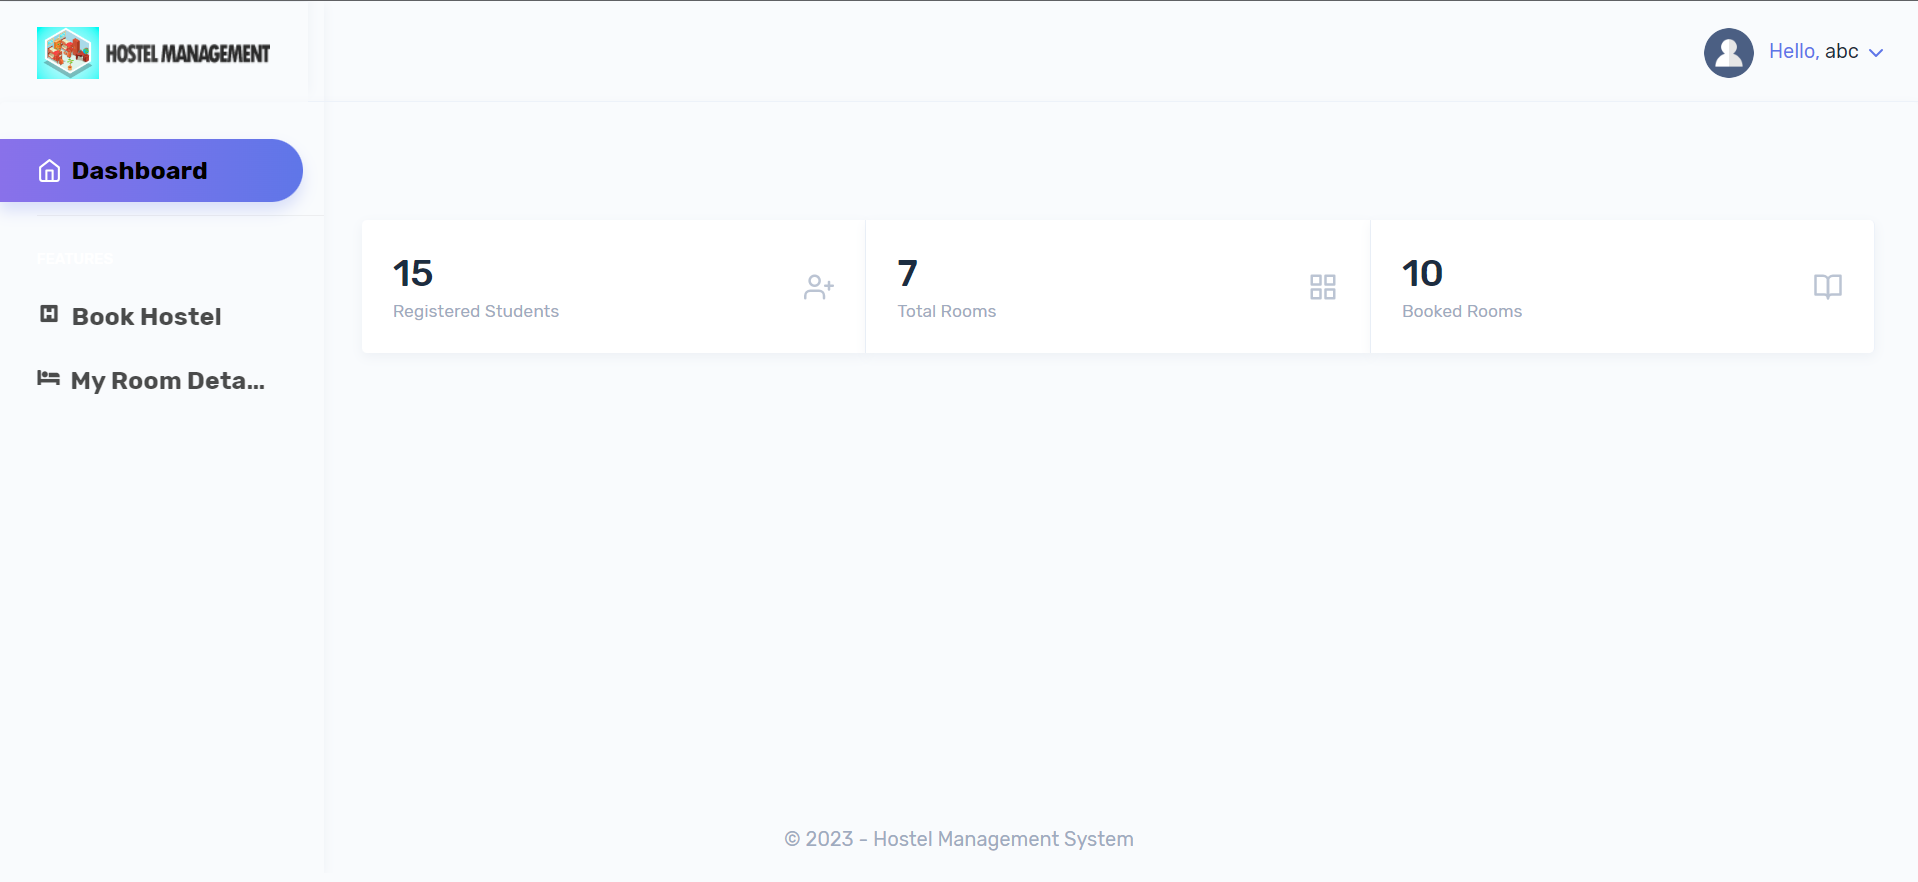 HOSTEL MANAGEMENT
Hello, abc
Dashboard
FEATURES
Book Hostel
My Room Deta...
15
Registered Students
7
Total Rooms
10
Booked Rooms
© 2023 - Hostel Management System